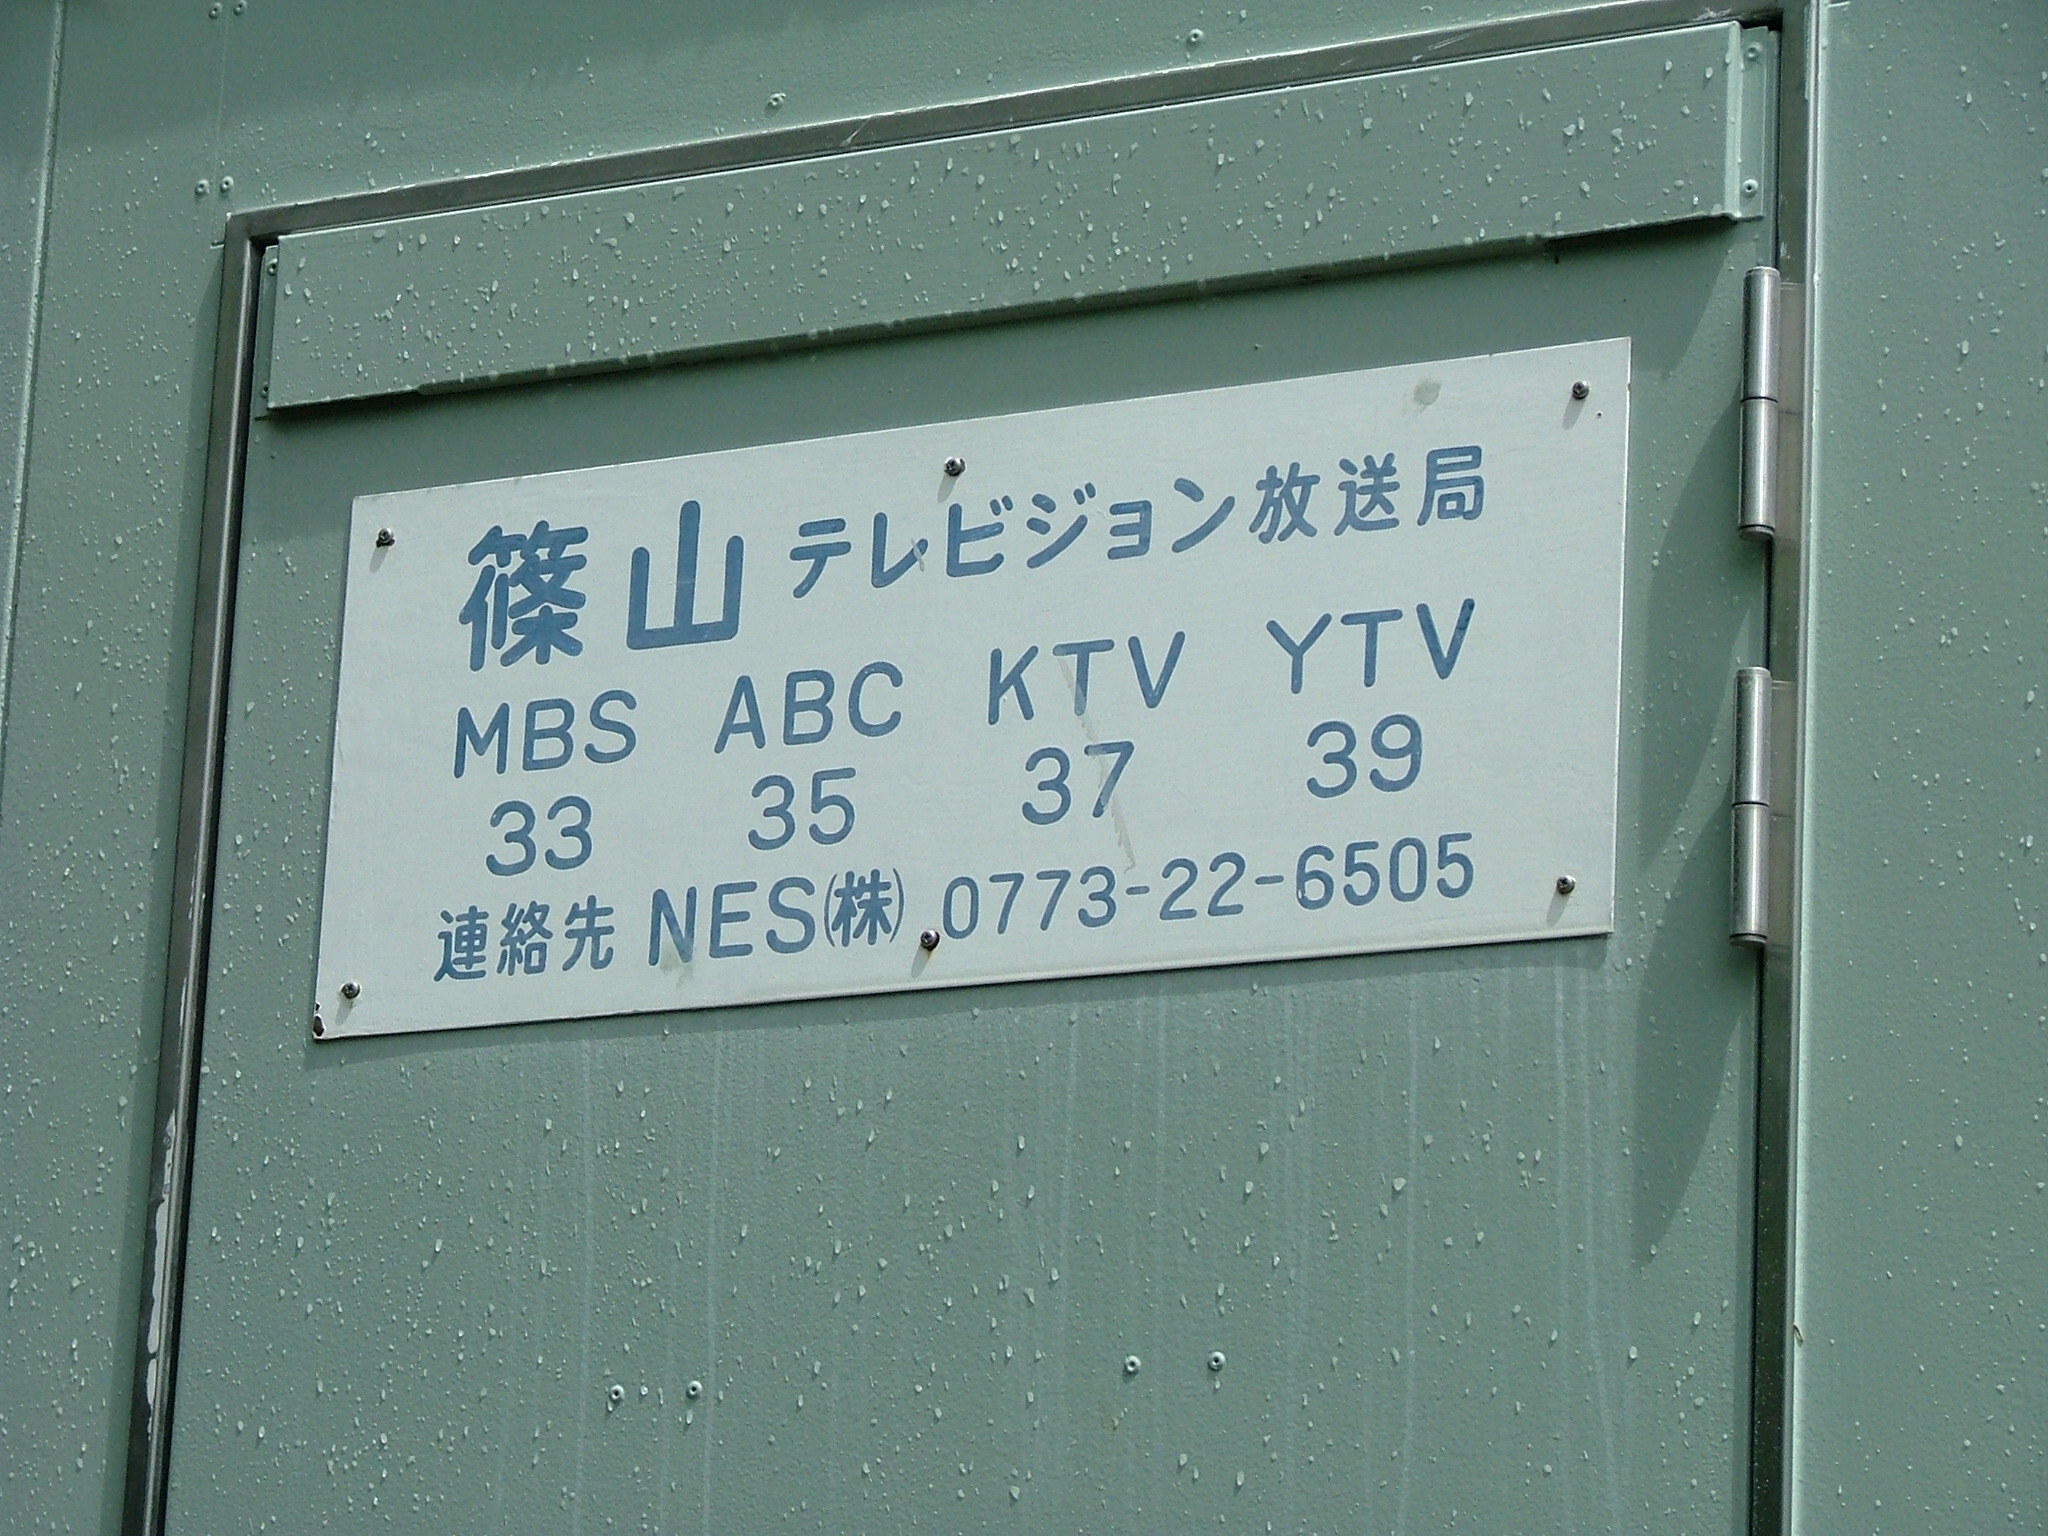 篠山テレビジョン放送局
MBS ABC KTV YTV
33 35 37 39
連絡先 NES(株) 0773-22-6505